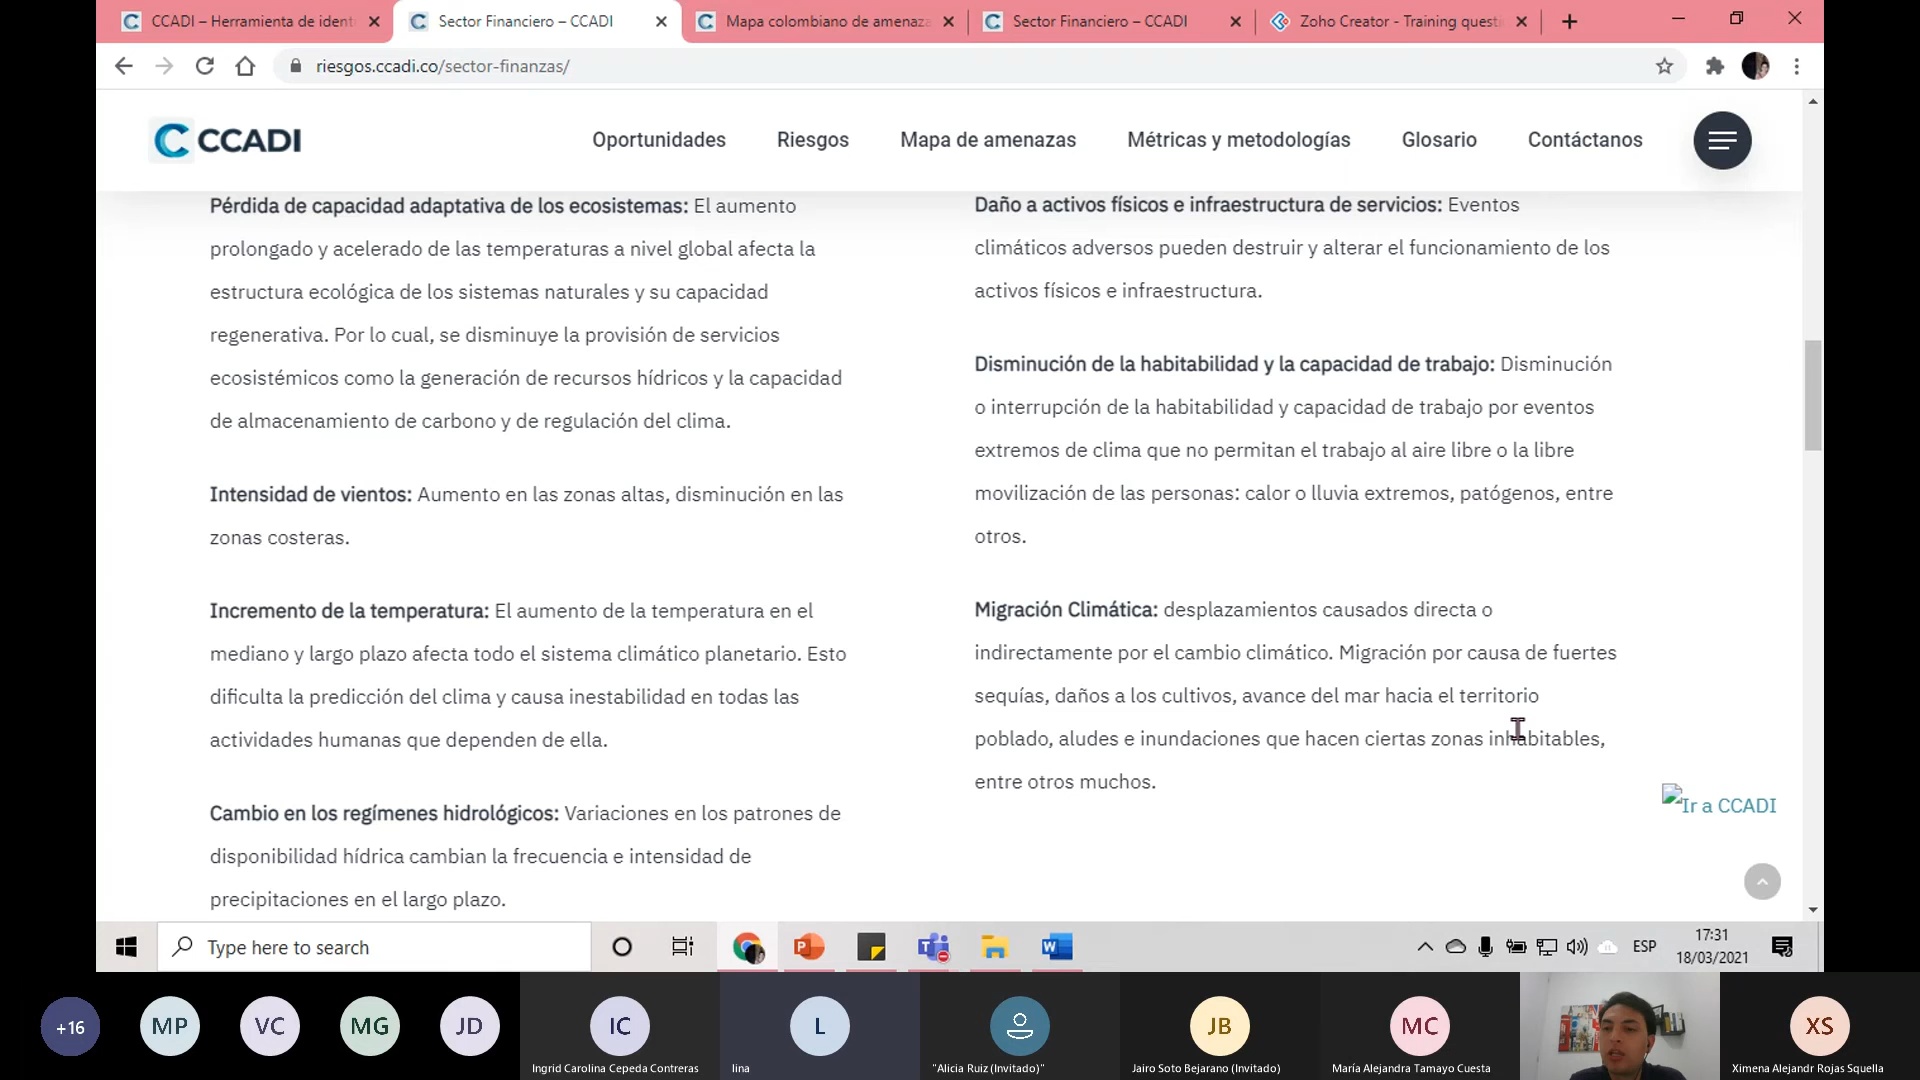 CCADI – Herramienta de ident
Sector Financiero – CCADI
Mapa colombiano de amenaza
Sector Financiero – CCADI
Zoho Creator - Training questi
riesgos.ccadi.co/sector-finanzas/
CCADI
Oportunidades
Riesgos
Mapa de amenazas
Métricas y metodologías
Glosario
Contáctanos
Pérdida de capacidad adaptativa de los ecosistemas: El aumento
prolongado y acelerado de las temperaturas a nivel global afecta la
estructura ecológica de los sistemas naturales y su capacidad
regenerativa. Por lo cual, se disminuye la provisión de servicios
ecosistémicos como la generación de recursos hídricos y la capacidad
de almacenamiento de carbono y de regulación del clima.
Intensidad de vientos: Aumento en las zonas altas, disminución en las
zonas costeras.
Incremento de la temperatura: El aumento de la temperatura en el
mediano y largo plazo afecta todo el sistema climático planetario. Esto
dificulta la predicción del clima y causa inestabilidad en todas las
actividades humanas que dependen de ella.
Cambio en los regímenes hidrológicos: Variaciones en los patrones de
disponibilidad hídrica cambian la frecuencia e intensidad de
precipitaciones en el largo plazo.
Daño a activos físicos e infraestructura de servicios: Eventos
climáticos adversos pueden destruir y alterar el funcionamiento de los
activos físicos e infraestructura.
Disminución de la habitabilidad y la capacidad de trabajo: Disminución
o interrupción de la habitabilidad y capacidad de trabajo por eventos
extremos de clima que no permitan el trabajo al aire libre o la libre
movilización de las personas: calor o lluvia extremos, patógenos, entre
otros.
Migración Climática: desplazamientos causados directa o
indirectamente por el cambio climático. Migración por causa de fuertes
sequías, daños a los cultivos, avance del mar hacia el territorio
poblado, aludes e inundaciones que hacen ciertas zonas inhabitables,
entre otros muchos.
Ir a CCADI
Type here to search
ESP
17:31
18/03/2021
+16
MP
VC
MG
JD
IC
Ingrid Carolina Cepeda Contreras
L
lina
"Alicia Ruiz (Invitado)"
JB
Jairo Soto Bejarano (Invitado)
MC
María Alejandra Tamayo Cuesta
XS
Ximena Alejandr Rojas Squella